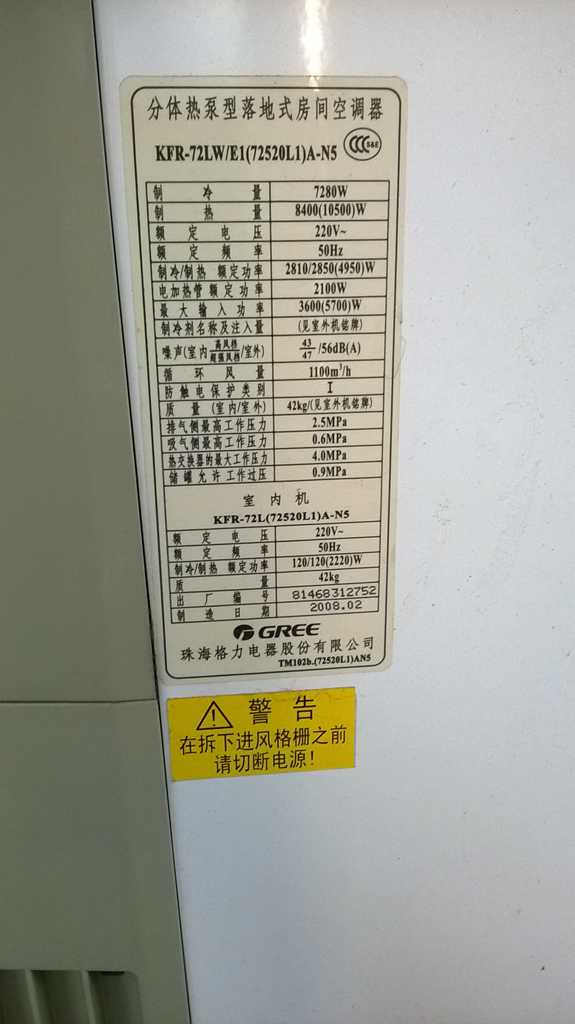 分体热泵型落地式房间空调器
KFR-72LW/E1(72520L1)A-N5 CCC S&E
制冷量 7280W
制热量 8400(10500)W
额定电压 220V~
额定频率 50Hz
制冷/制热 额定功率 2810/2850(4950)W
电加热管额定功率 2100W
最大输入功率 3600(5700)W
制冷剂名称及注入量 (见室外机铭牌)
噪声(室内高风档/超强风档/室外) 43/47/56dB(A)
循环风量 1100m³/h
防触电保护类别 I
质量(室内/室外) 42kg/(见室外机铭牌)
排气侧最高工作压力 2.5MPa
吸气侧最高工作压力 0.6MPa
热交换器的最大工作压力 4.0MPa
储罐允许工作过压 0.9MPa
室内机
KFR-72L(72520L1)A-N5
额定电压 220V~
额定频率 50Hz
制冷/制热 额定功率 120/120(2220)W
质量 42kg
出厂编号 81468312752
制造日期 2008.02
GREE
珠海格力电器股份有限公司
TM102b.(72520L1)AN5
警告
在拆下进风格栅之前
请切断电源!